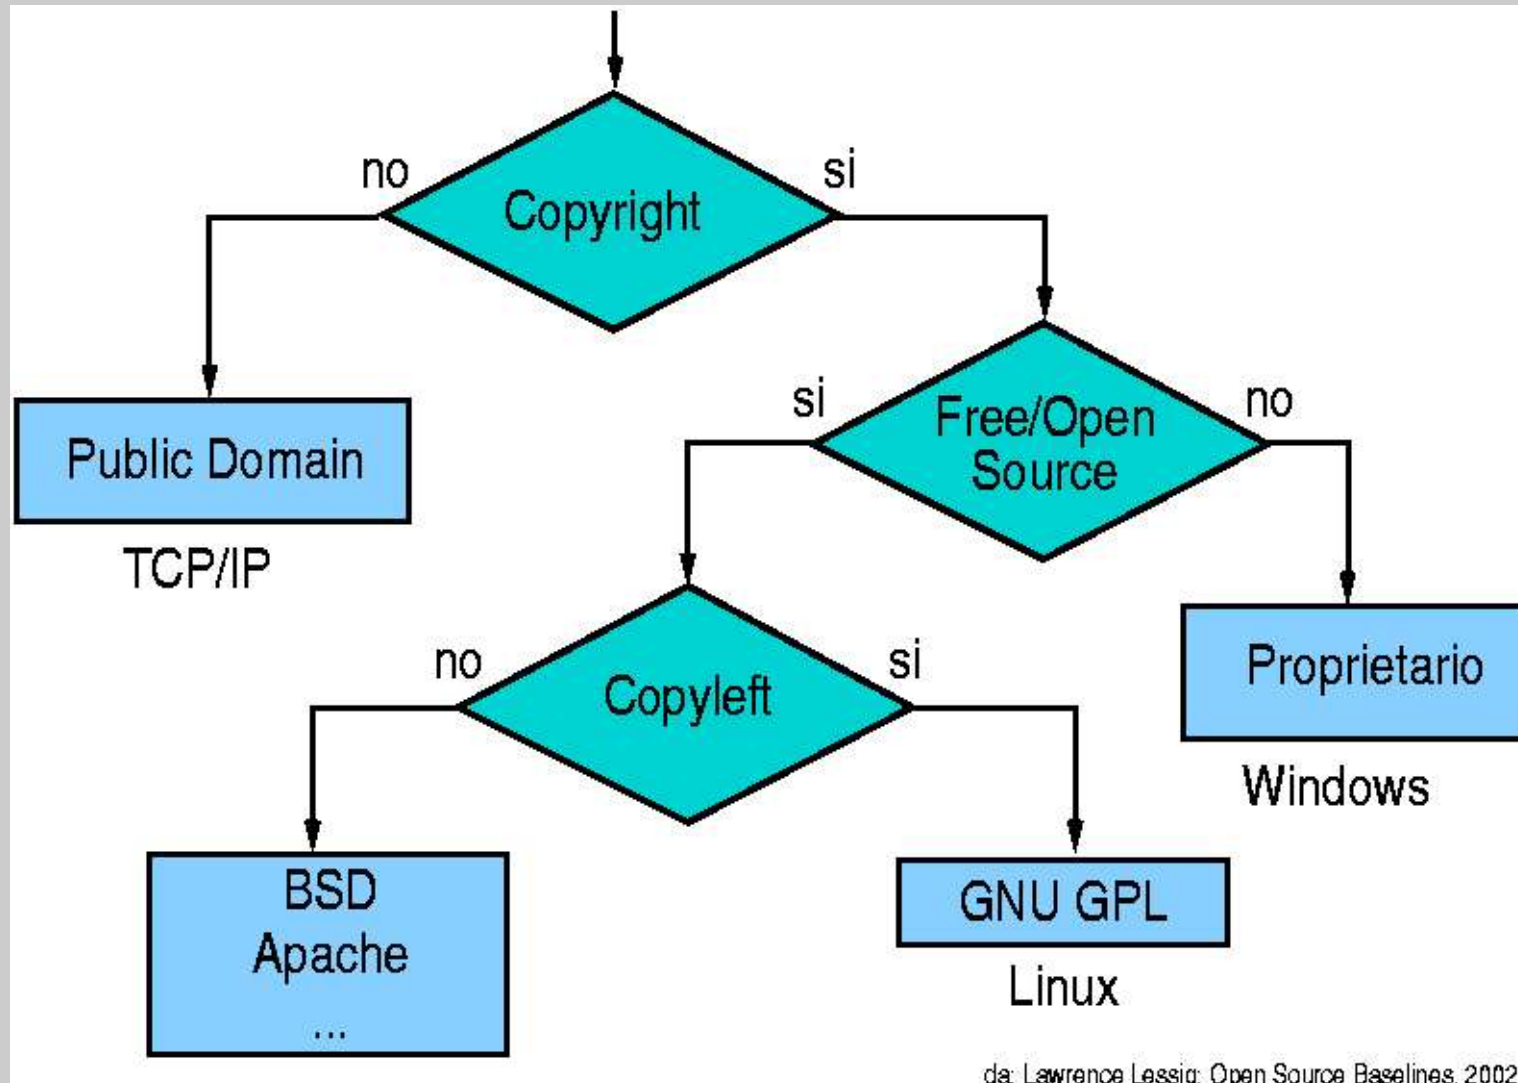 no
si
Copyright
si
Free/Open
Source
no
Public Domain
TCP/IP
no
Copyleft
si
Proprietario
Windows
BSD
Apache
...
GNU GPL
Linux
da: Lawrence Lessig: Open Source Baselines, 2002